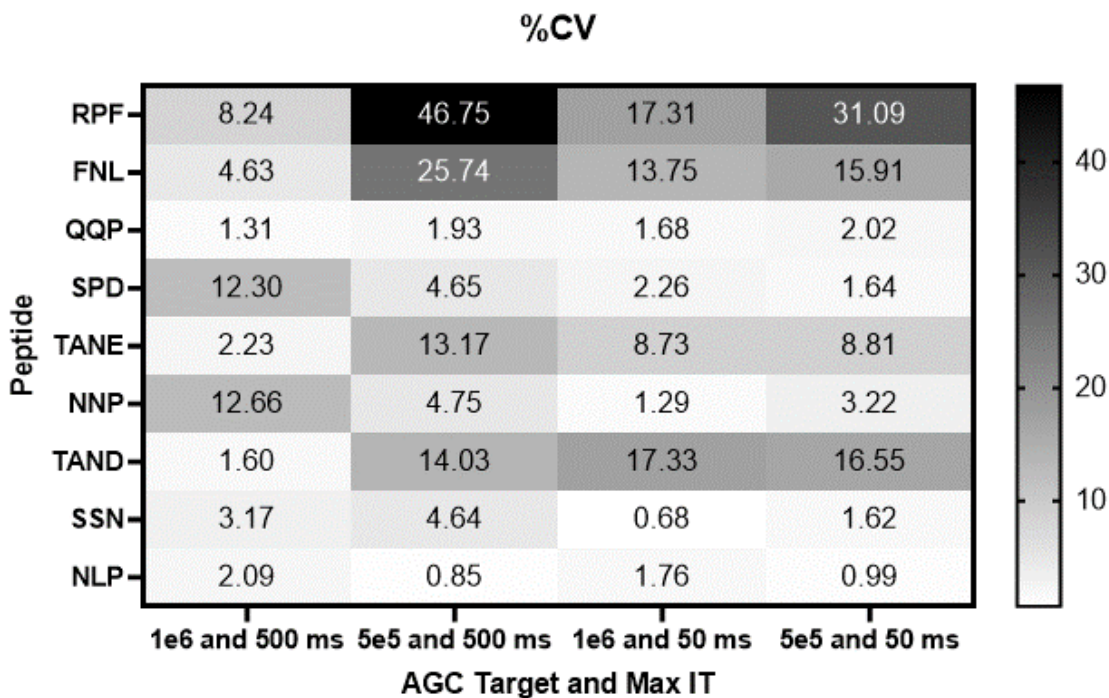 %CV
RPF 8.24 46.75 17.31 31.09
FNL 4.63 25.74 13.75 15.91
QQP 1.31 1.93 1.68 2.02
SPD 12.30 4.65 2.26 1.64
TANE 2.23 13.17 8.73 8.81
NNP 12.66 4.75 1.29 3.22
TAND 1.60 14.03 17.33 16.55
SSN 3.17 4.64 0.68 1.62
NLP 2.09 0.85 1.76 0.99
Peptide
1e6 and 500 ms 5e5 and 500 ms 1e6 and 50 ms 5e5 and 50 ms
AGC Target and Max IT
40
30
20
10